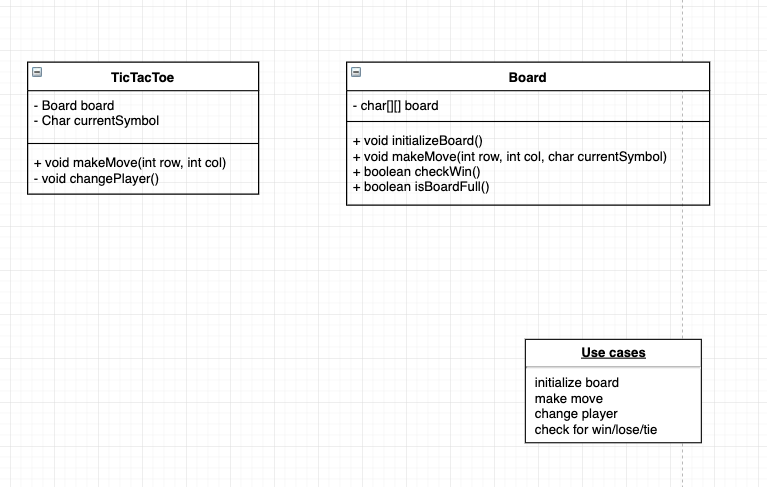 TicTacToe
- Board board
- Char currentSymbol
+ void makeMove(int row, int col)
- void changePlayer()
Board
- char[][] board
+ void initializeBoard()
+ void makeMove(int row, int col, char currentSymbol)
+ boolean checkWin()
+ boolean isBoardFull()
Use cases
initialize board
make move
change player
check for win/lose/tie